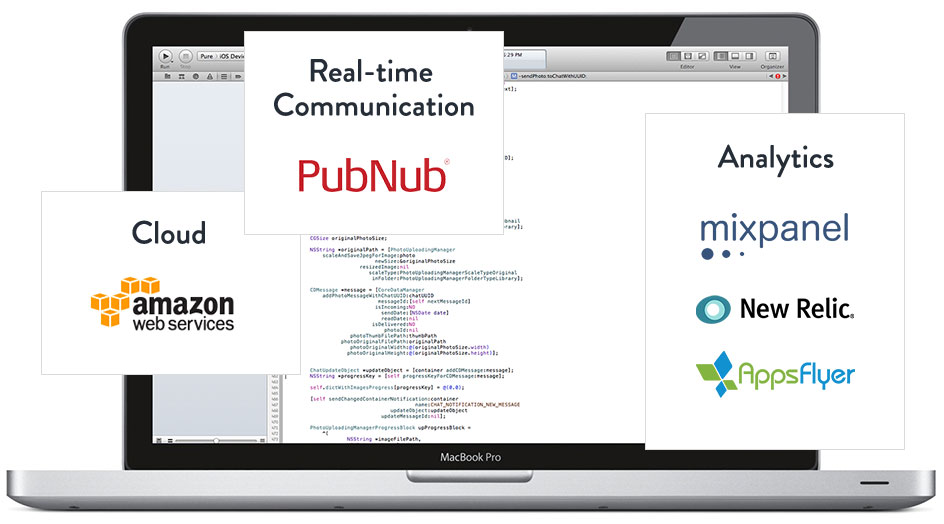 Real-time
Communication
PubNub®
Analytics
mixpanel
New Relic®
AppsFlyer
Cloud
amazon
web services
Run
Stop
Pure
iOS Devic
5:29 PM
Editor
View
Organizer
-sendPhoto:toChatWithUUID:
ext];
D];
bnail
Library];
CGSize originalPhotoSize;
NSString *originalPath = [PhotoUploadingManager
scaleAndSaveJpegForImage:photo
newSize:&originalPhotoSize
resizedImage:nil
scaleType:PhotoUploadingManagerScaleTypeOriginal
inFolder:PhotoUploadingManagerFolderTypeLibrary];
CDMessage *message = [CoreDataManager
addPhotoMessageWithChatUUID:chatUUID
messageId:[self nextMessageId]
isIncoming:NO
sendDate:[NSDate date]
readDate:nil
isDelivered:NO
photoId:nil
photoThumbFilePath:thumbPath
photoOriginalFilePath:originalPath
photoOriginalWidth:@(originalPhotoSize.width)
photoOriginalHeight:@(originalPhotoSize.height)];
ChatUpdateObject *updateObject = [container addCDMessage:message];
NSString *progressKey = [self progressKeyForCDMessage:message];
self.dictWithImagesProgress[progressKey] = @(0.0);
[self sendChangedContainerNotification:container
name:CHAT_NOTIFICATION_NEW_MESSAGE
updateObject:updateObject
updateMessageId:nil];
PhotoUploadingManagerProgressBlock upProgressBlock =
^(
NSString *imageFilePath,
MacBook Pro